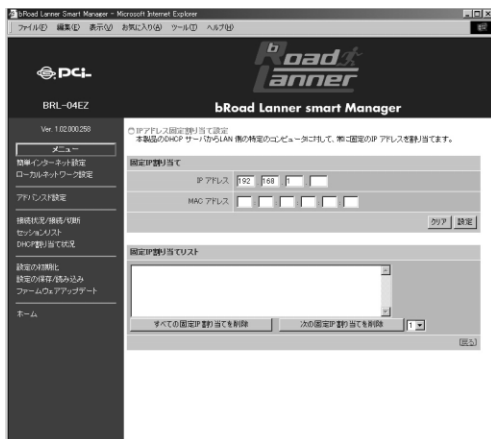 bRoad Lanner Smart Manager - Microsoft Internet Explorer
ファイル(F) 編集(E) 表示(V) お気に入り(A) ツール(T) ヘルプ(H)
PCi
bRoad Lanner
BRL-04EZ
bRoad Lanner smart Manager
Ver. 1.02.000.258
メニュー
簡単インターネット設定
ローカルネットワーク設定
アドバンスド設定
接続状況/接続/切断
セッションリスト
DHCP割り当て状況
設定の初期化
設定の保存/読み込み
ファームウェアアップデート
ホーム
IPアドレス固定割り当て設定
本製品のDHCP サーバからLAN 側の特定のコンピュータに対して、常に固定のIP アドレスを割り当てます。
固定IP割り当て
IP アドレス 192 168 1
MAC アドレス
クリア 設定
固定IP割り当てリスト
すべての固定IP割り当てを削除 次の固定IP割り当てを削除 1
[戻る]